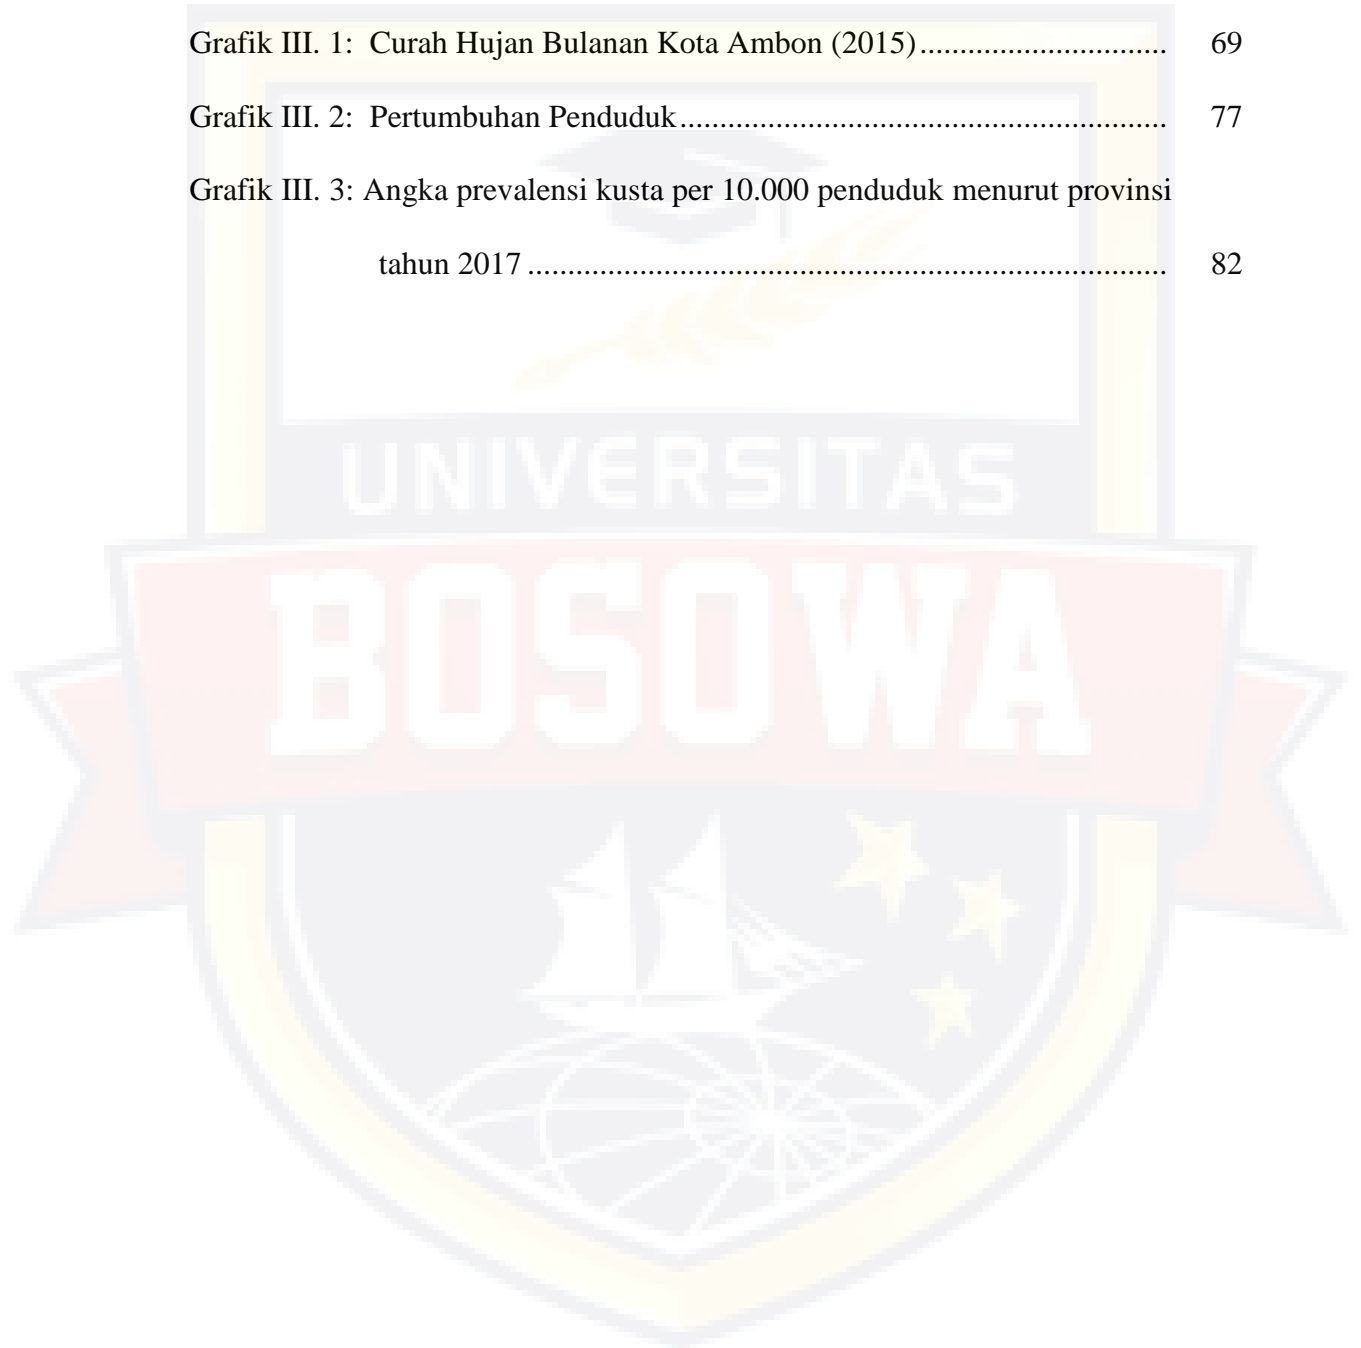 Grafik III. 1:  Curah Hujan Bulanan Kota Ambon (2015)............................... 69
Grafik III. 2:  Pertumbuhan Penduduk............................................................. 77
Grafik III. 3: Angka prevalensi kusta per 10.000 penduduk menurut provinsi
tahun 2017 ................................................................................ 82
UNIVERSITAS
BOSOWA